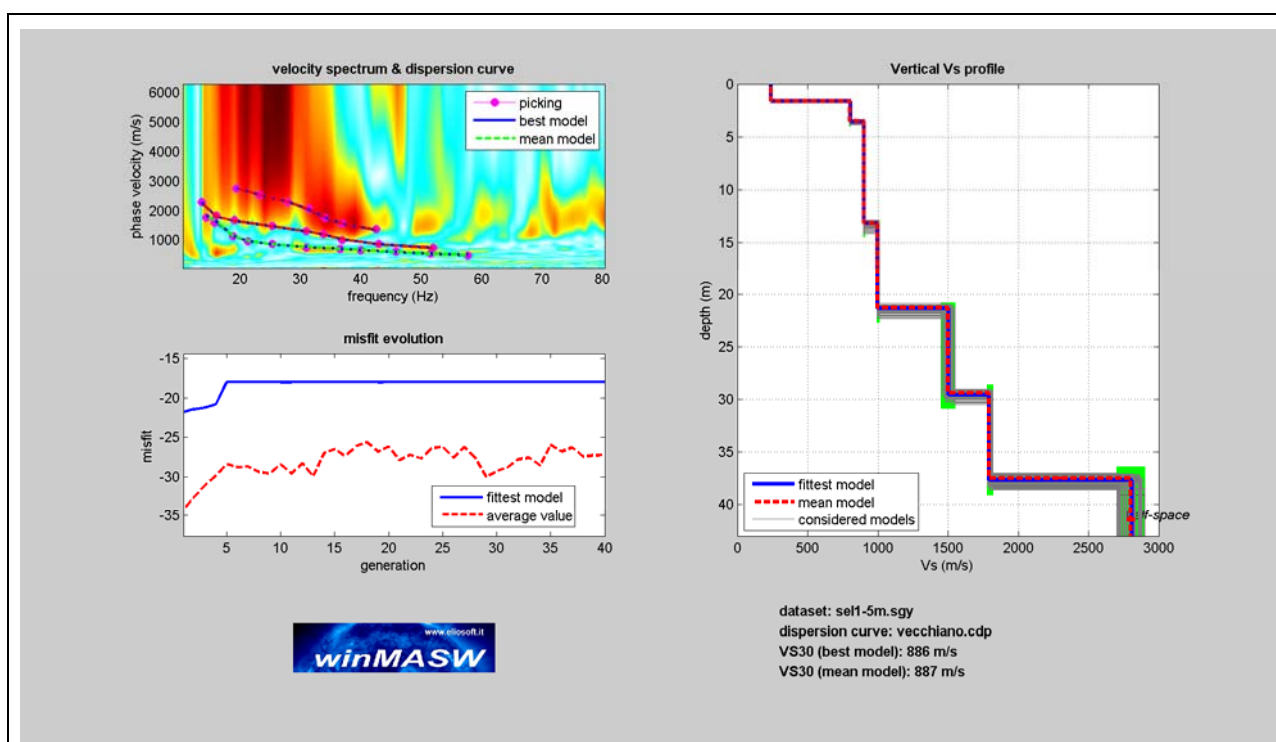 velocity spectrum & dispersion curve
6000
5000
4000
3000
2000
1000
phase velocity (m/s)
picking
best model
mean model
20 30 40 50 60 70 80
frequency (Hz)
misfit evolution
-15
-20
-25
-30
-35
misfit
fittest model
average value
5 10 15 20 25 30 35 40
generation
www.eliosoft.it
winMASW
Vertical Vs profile
0
5
10
15
20
25
30
35
40
depth (m)
fittest model
mean model
considered models
lf-space
0 500 1000 1500 2000 2500 3000
Vs (m/s)
dataset: sel1-5m.sgy
dispersion curve: vecchiano.cdp
VS30 (best model): 886 m/s
VS30 (mean model): 887 m/s